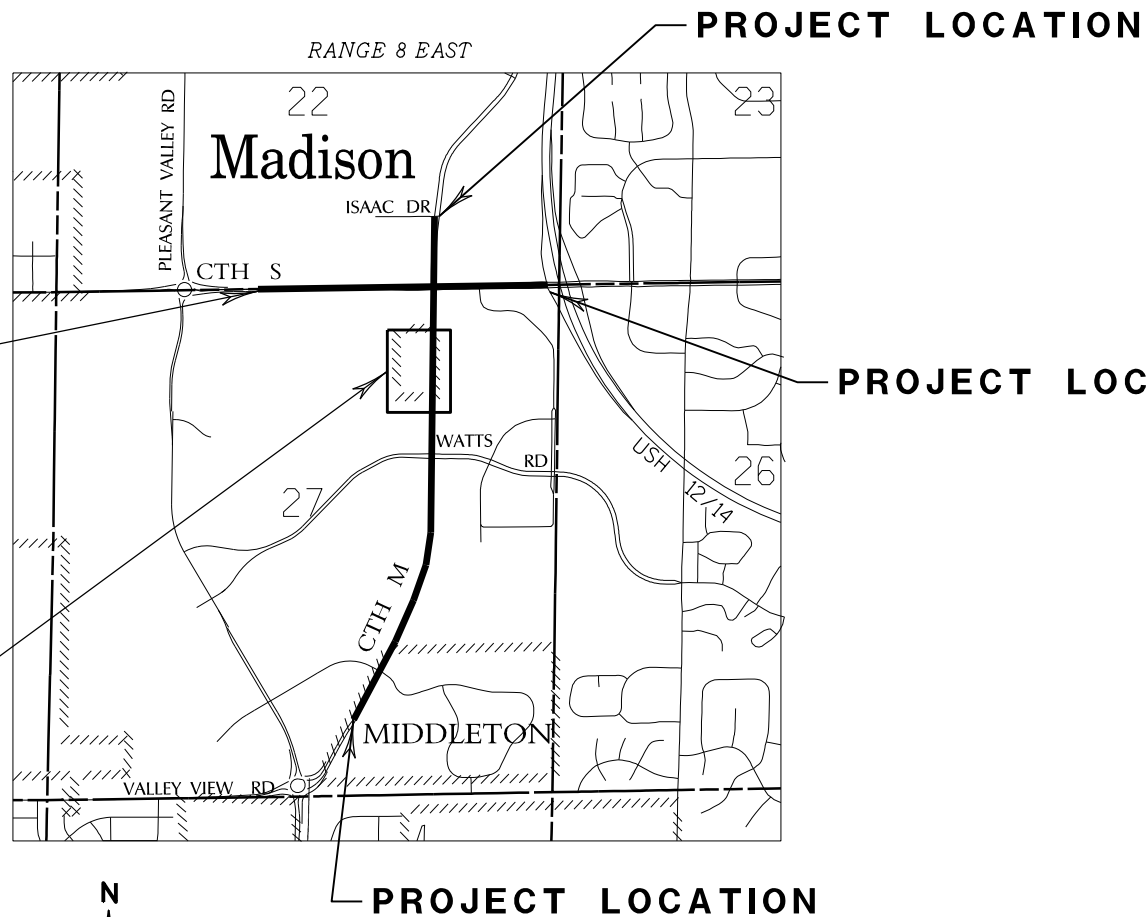 PROJECT LOCATION
RANGE 8 EAST
22
23
PLEASANT VALLEY RD
Madison
ISAAC DR
CTH S
PROJECT LOC
WATTS RD
USH 12/14
26
27
CTH M
MIDDLETON
VALLEY VIEW RD
N
PROJECT LOCATION